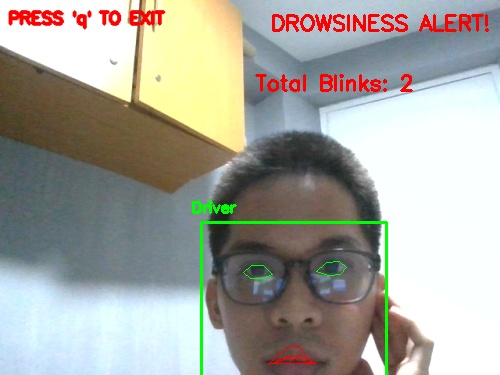 PRESS 'q' TO EXIT
DROWSINESS ALERT!
Total Blinks: 2
Driver